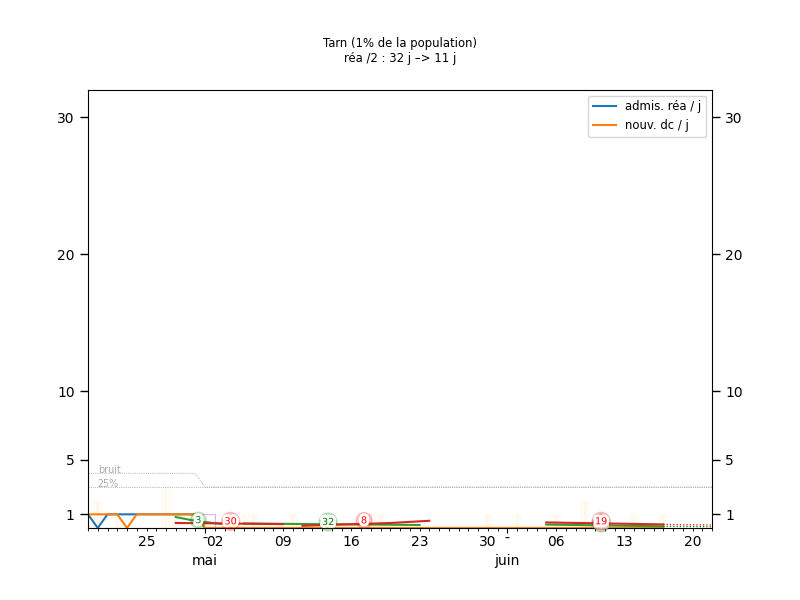 Tarn (1% de la population)
réa /2 : 32 j –> 11 j
admis. réa / j
nouv. dc / j
30 30
20 20
10 10
5 5
bruit
25%
1 1
3 30 32 8 19
25 02 09 16 23 30 06 13 20
mai juin